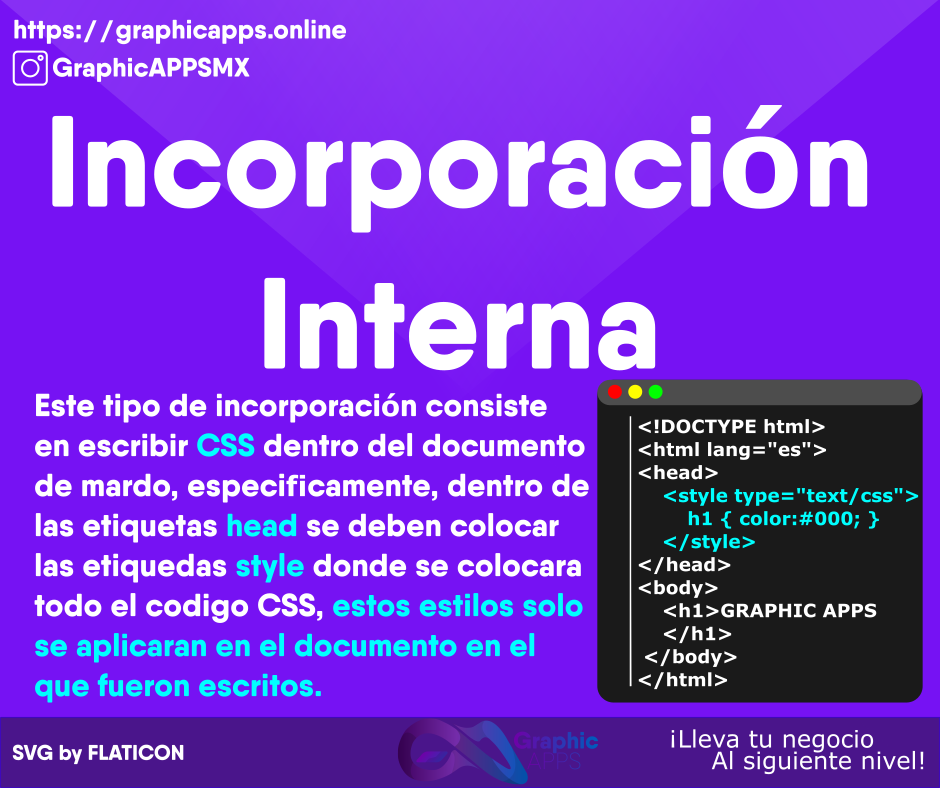 https://graphicapps.online
GraphicAPPSMX
Incorporación
Interna
Este tipo de incorporación consiste
en escribir CSS dentro del documento
de mardo, especificamente, dentro de
las etiquetas head se deben colocar
las etiquedas style donde se colocara
todo el codigo CSS, estos estilos solo
se aplicaran en el documento en el
que fueron escritos.
<!DOCTYPE html>
<html lang="es">
<head>
<style type="text/css">
h1 { color:#000; }
</style>
</head>
<body>
<h1>GRAPHIC APPS
</h1>
</body>
</html>
SVG by FLATICON
Graphic
APPS
¡Lleva tu negocio
Al siguiente nivel!